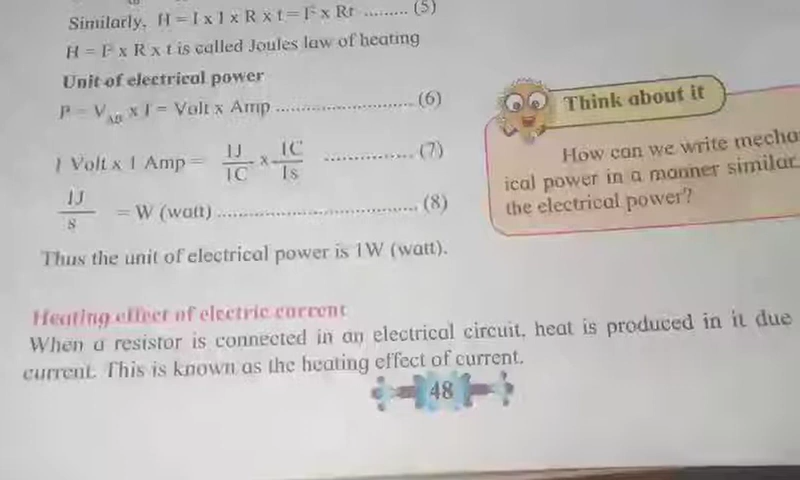 Similarly, H = I x I x R x t = I² x Rt ......... (5)
H = I² x R x t is called Joules law of heating
Unit of electrical power
P = V_AB x I = Volt x Amp ............................ (6)
1 Volt x 1 Amp = 1J/1C x 1C/1s .................. (7)
1J/s = W (watt) ........................................ (8)
Thus the unit of electrical power is 1W (watt).
Think about it
How can we write mecha
ical power in a manner similar
the electrical power?
Heating effect of electric current
When a resistor is connected in an electrical circuit, heat is produced in it due
current. This is known as the heating effect of current.
48